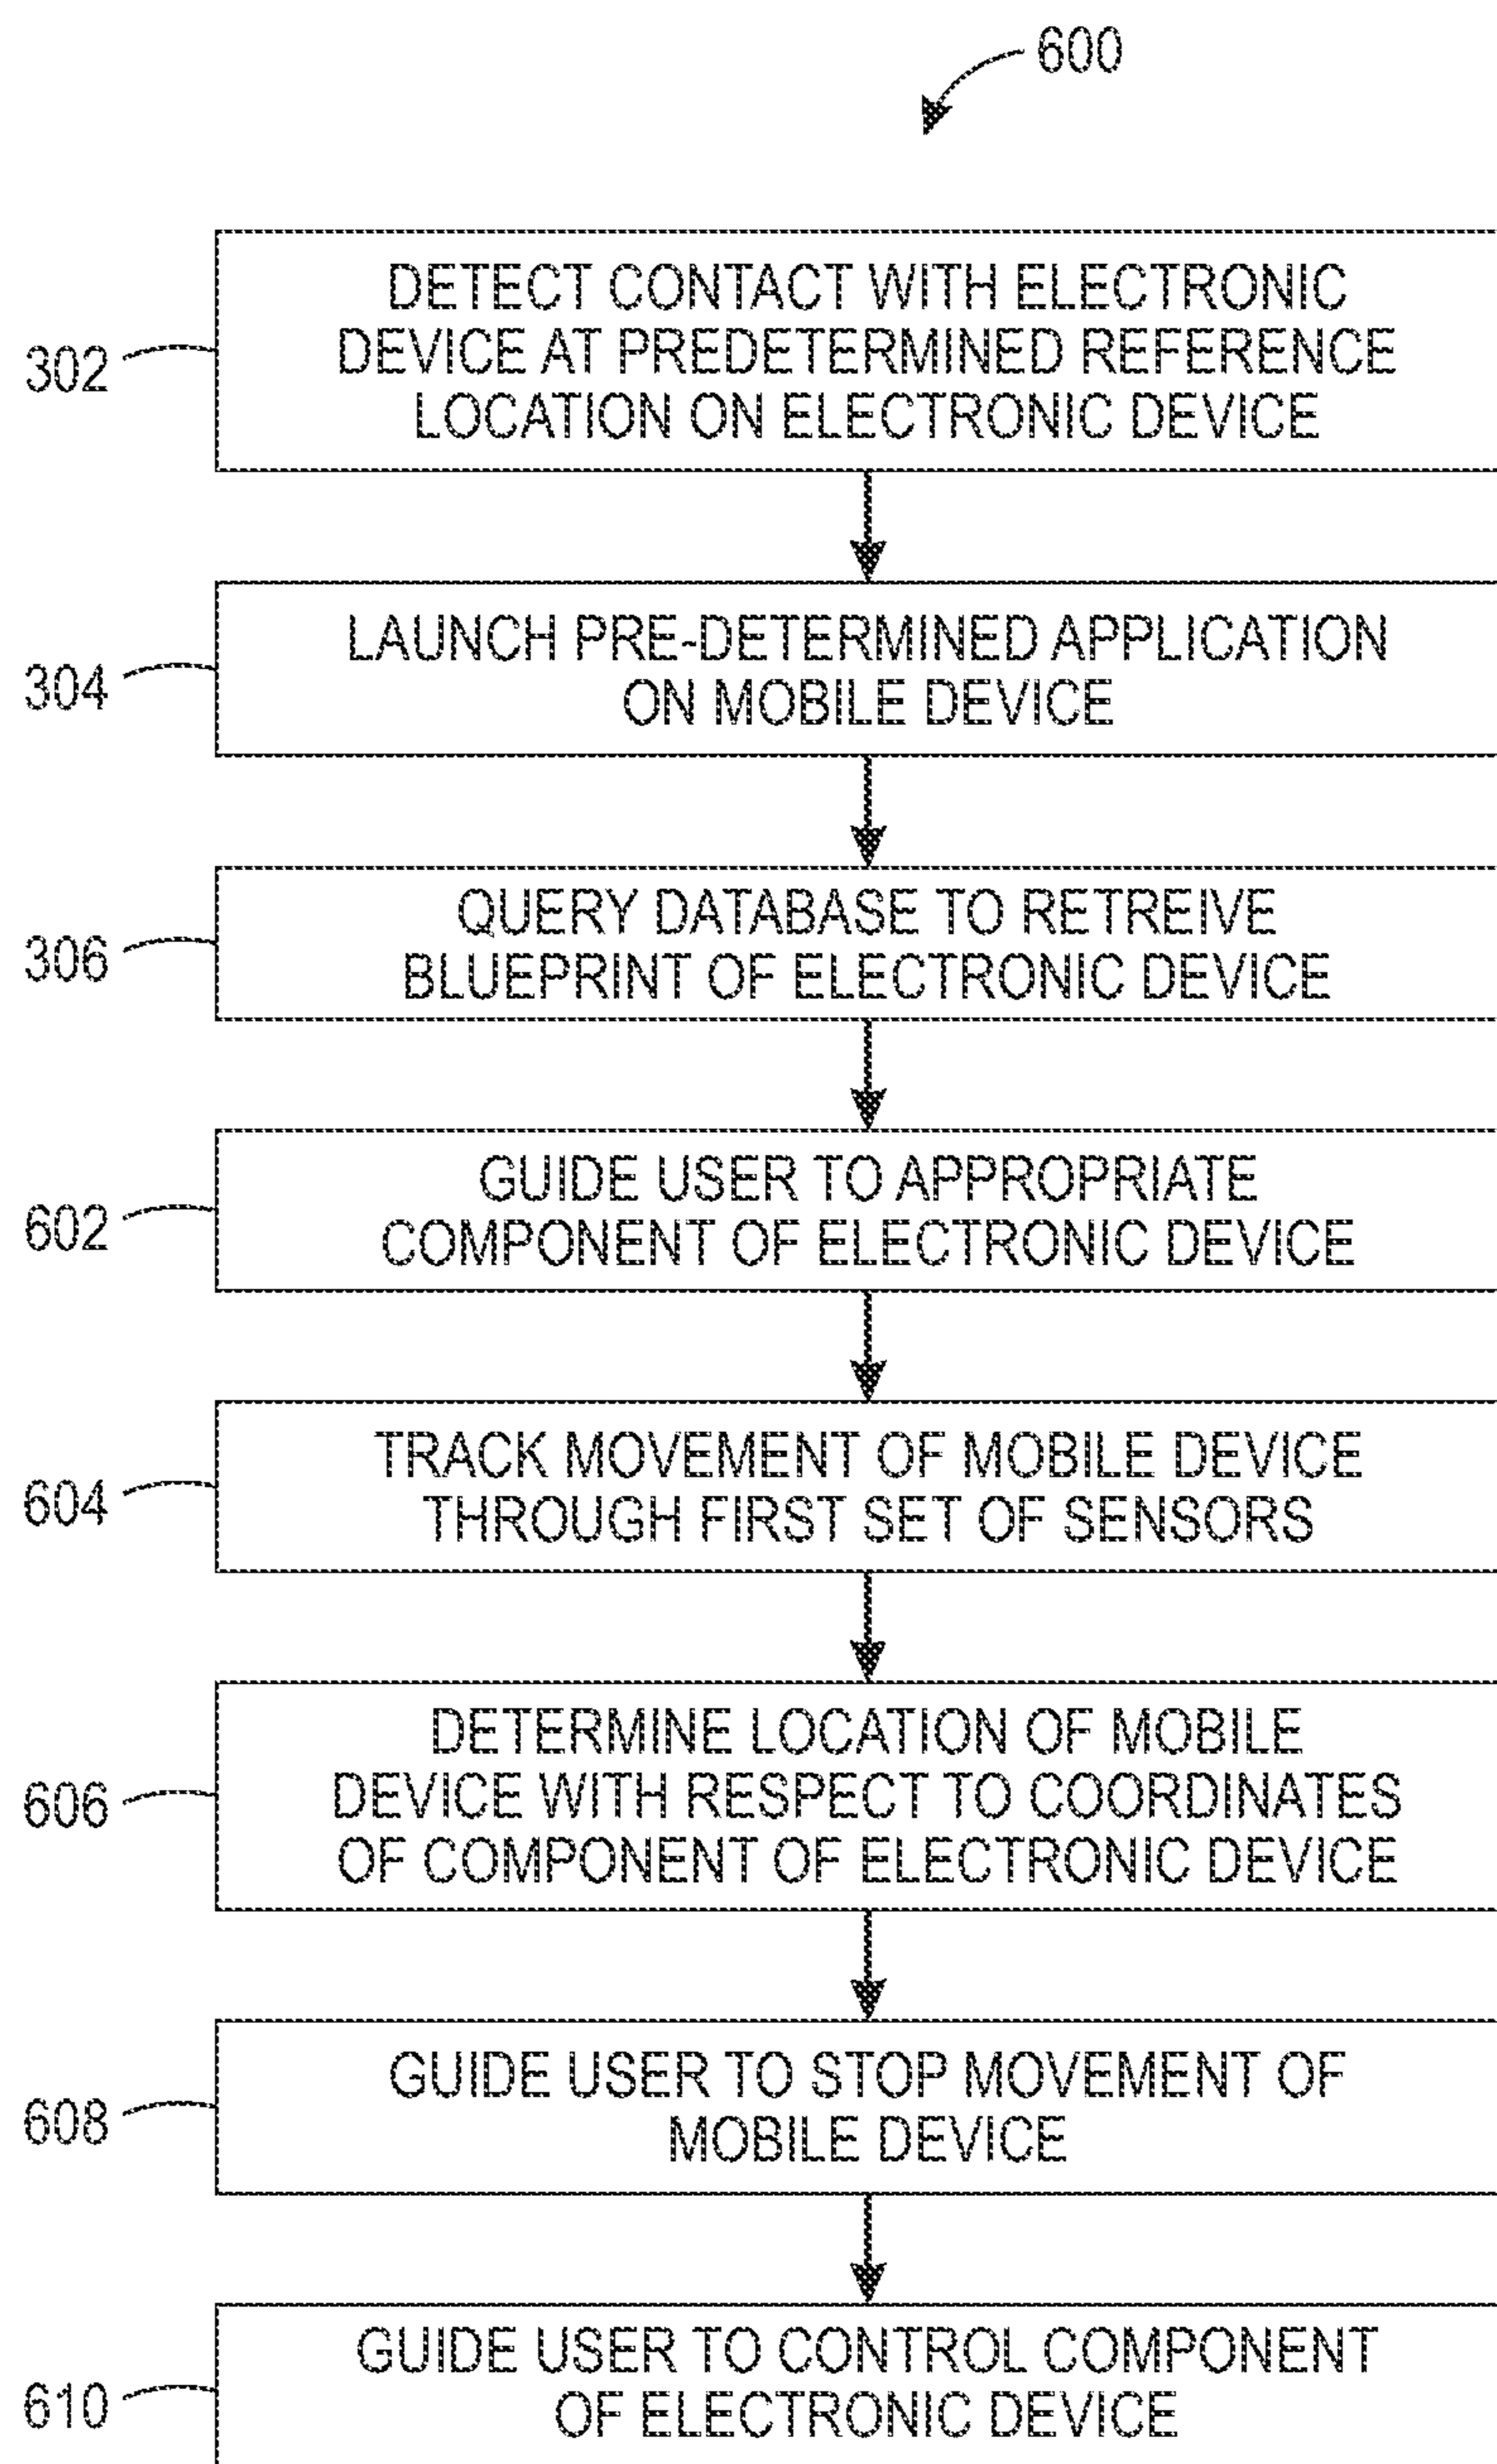 600
302
DETECT CONTACT WITH ELECTRONIC
DEVICE AT PREDETERMINED REFERENCE
LOCATION ON ELECTRONIC DEVICE
304
LAUNCH PRE-DETERMINED APPLICATION
ON MOBILE DEVICE
306
QUERY DATABASE TO RETREIVE
BLUEPRINT OF ELECTRONIC DEVICE
602
GUIDE USER TO APPROPRIATE
COMPONENT OF ELECTRONIC DEVICE
604
TRACK MOVEMENT OF MOBILE DEVICE
THROUGH FIRST SET OF SENSORS
606
DETERMINE LOCATION OF MOBILE
DEVICE WITH RESPECT TO COORDINATES
OF COMPONENT OF ELECTRONIC DEVICE
608
GUIDE USER TO STOP MOVEMENT OF
MOBILE DEVICE
610
GUIDE USER TO CONTROL COMPONENT
OF ELECTRONIC DEVICE